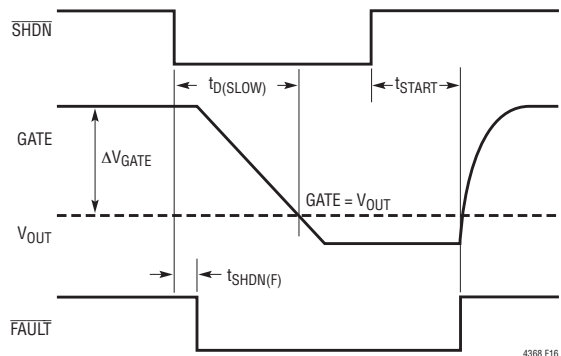 SHDN
tD(SLOW)
tSTART
GATE
ΔVGATE
GATE = VOUT
VOUT
tSHDN(F)
FAULT
4368 F16